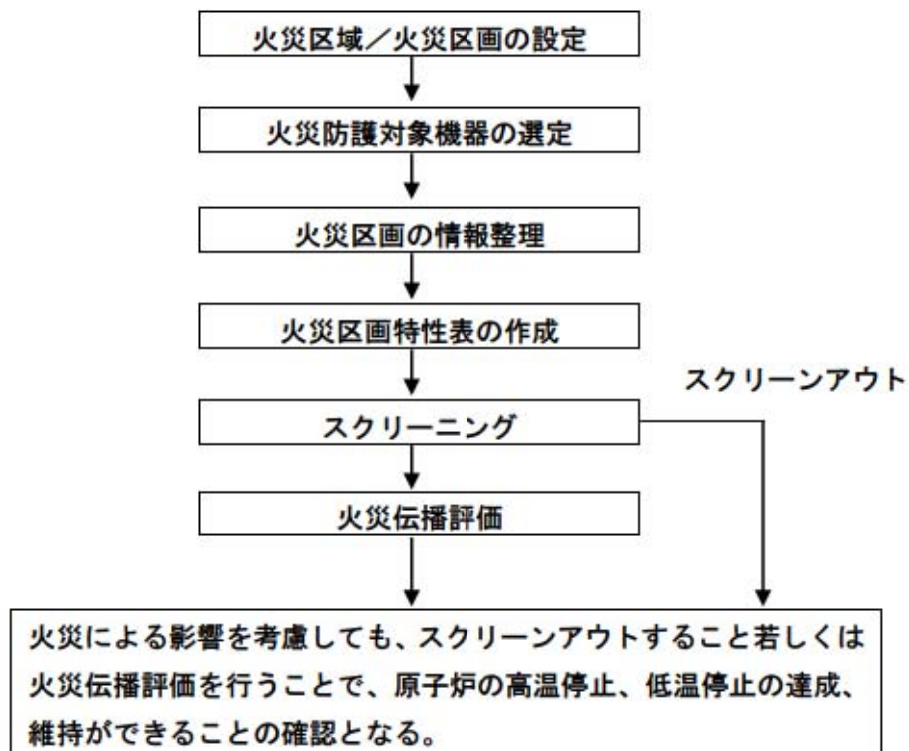 火災区域／火災区画の設定
火災防護対象機器の選定
火災区画の情報整理
火災区画特性表の作成
スクリーンアウト
スクリーニング
火災伝播評価
火災による影響を考慮しても、スクリーンアウトすること若しくは
火災伝播評価を行うことで、原子炉の高温停止、低温停止の達成、
維持ができることの確認となる。